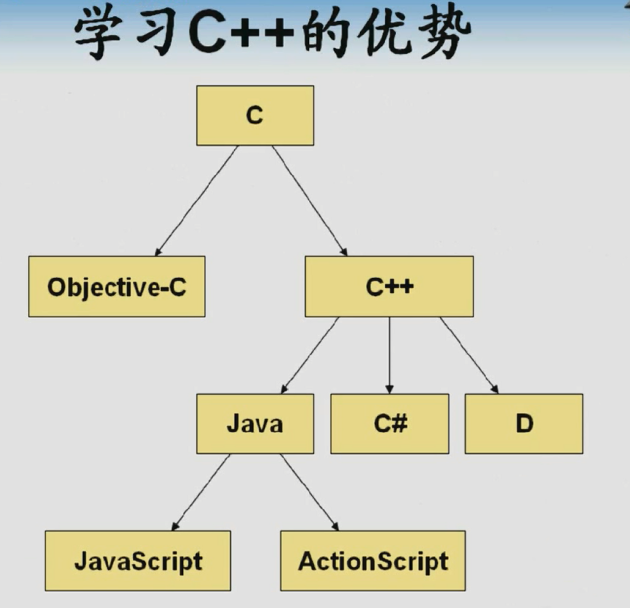 学习C++的优势
C
Objective-C
C++
Java
C#
D
JavaScript
ActionScript